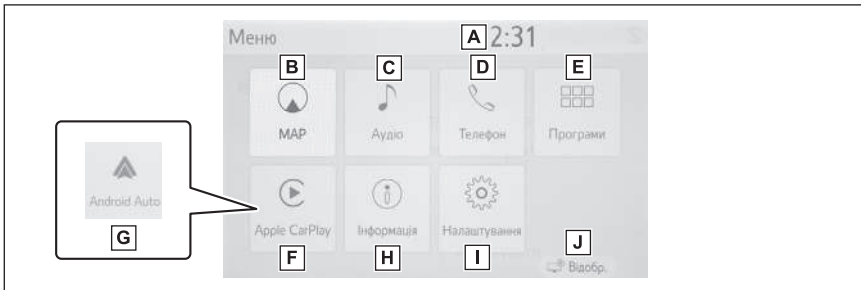 Меню
A 2:31
B C D E
MAP Аудіо Телефон Програми
Android Auto
G
Apple CarPlay Інформація Налаштування
F H I J
Відобр.